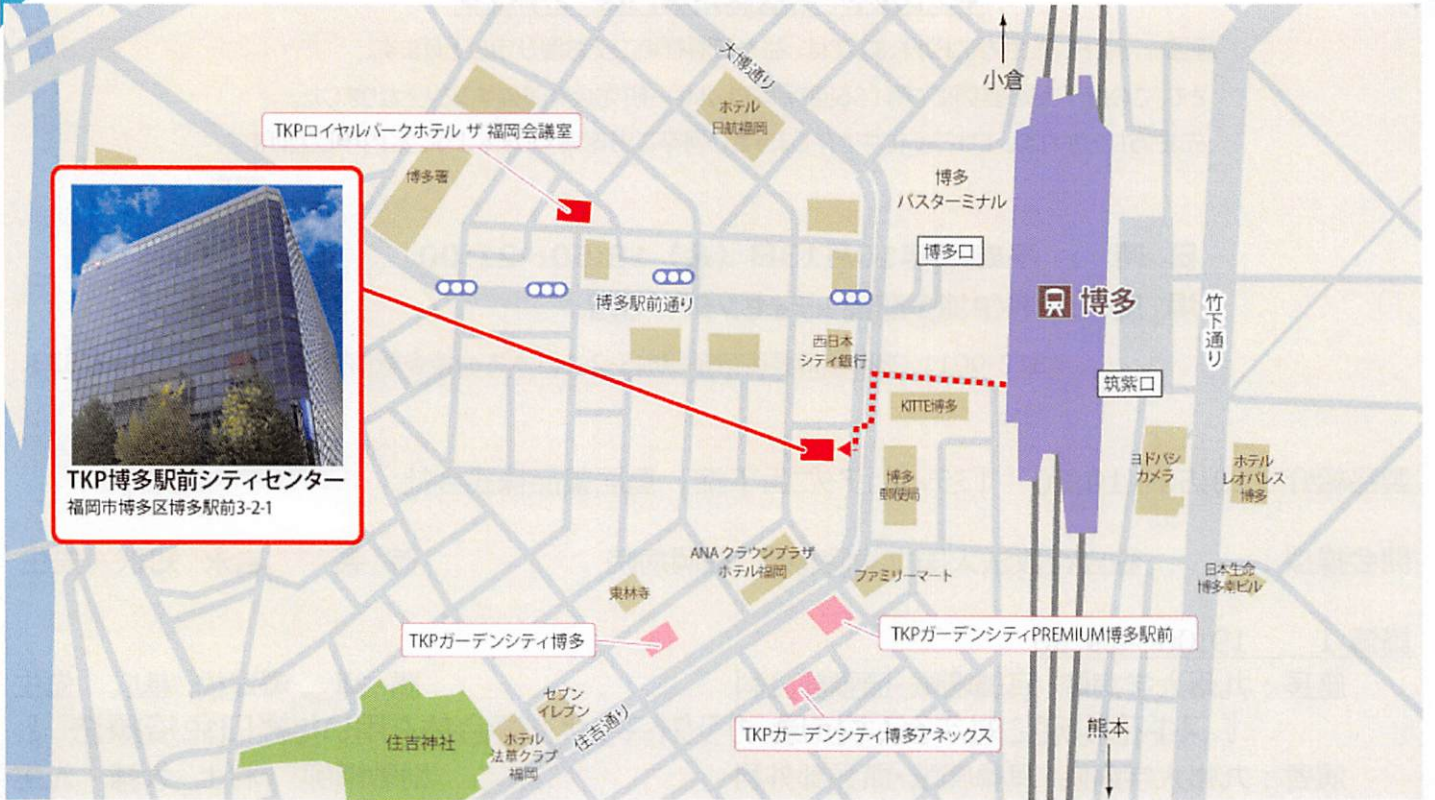 大博通り
小倉
ホテル
日航福岡
TKPロイヤルパークホテル ザ 福岡会議室
博多署
博多
バスターミナル
博多口
博多駅前通り
博多
竹下通り
西日本
シティ銀行
筑紫口
KITTE博多
TKP博多駅前シティセンター
福岡市博多区博多駅前3-2-1
博多
郵便局
ヨドバシ
カメラ
ホテル
レオパレス
博多
ANAクラウンプラザ
ホテル福岡
ファミリーマート
日本生命
博多南ビル
東林寺
TKPガーデンシティ博多
TKPガーデンシティPREMIUM博多駅前
セブン
イレブン
住吉通り
TKPガーデンシティ博多アネックス
住吉神社
ホテル
法華クラブ
福岡
熊本